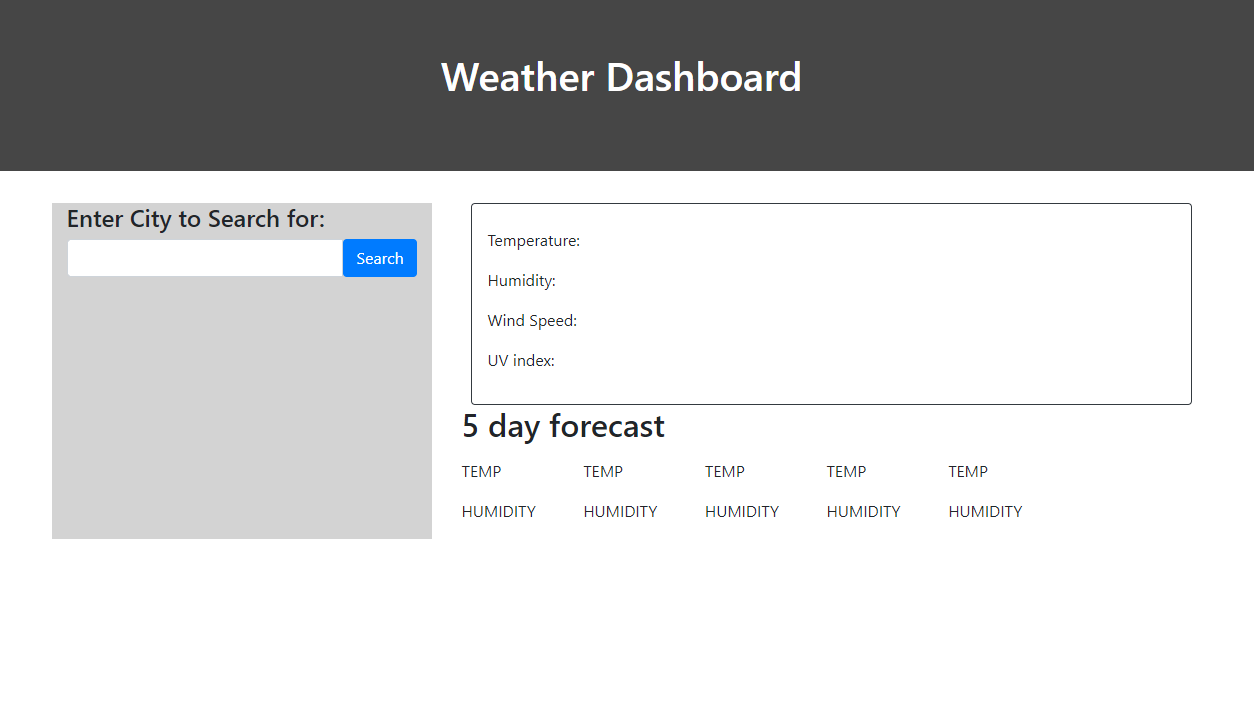 Weather Dashboard
Enter City to Search for:
Search
Temperature:
Humidity:
Wind Speed:
UV index:
5 day forecast
TEMP TEMP TEMP TEMP TEMP
HUMIDITY HUMIDITY HUMIDITY HUMIDITY HUMIDITY